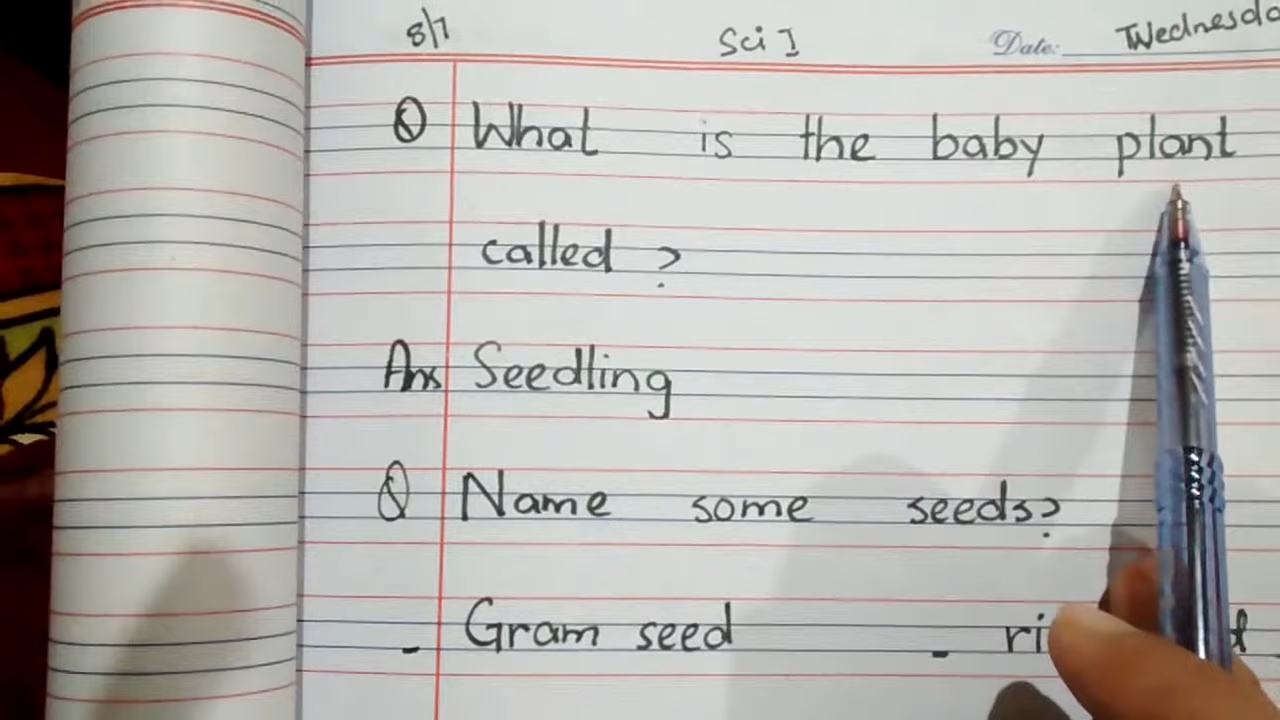 8/7 Sci I Date: Wednesda
Q What is the baby plant
called ?
Ans Seedling
Q Name some seeds?
- Gram seed -